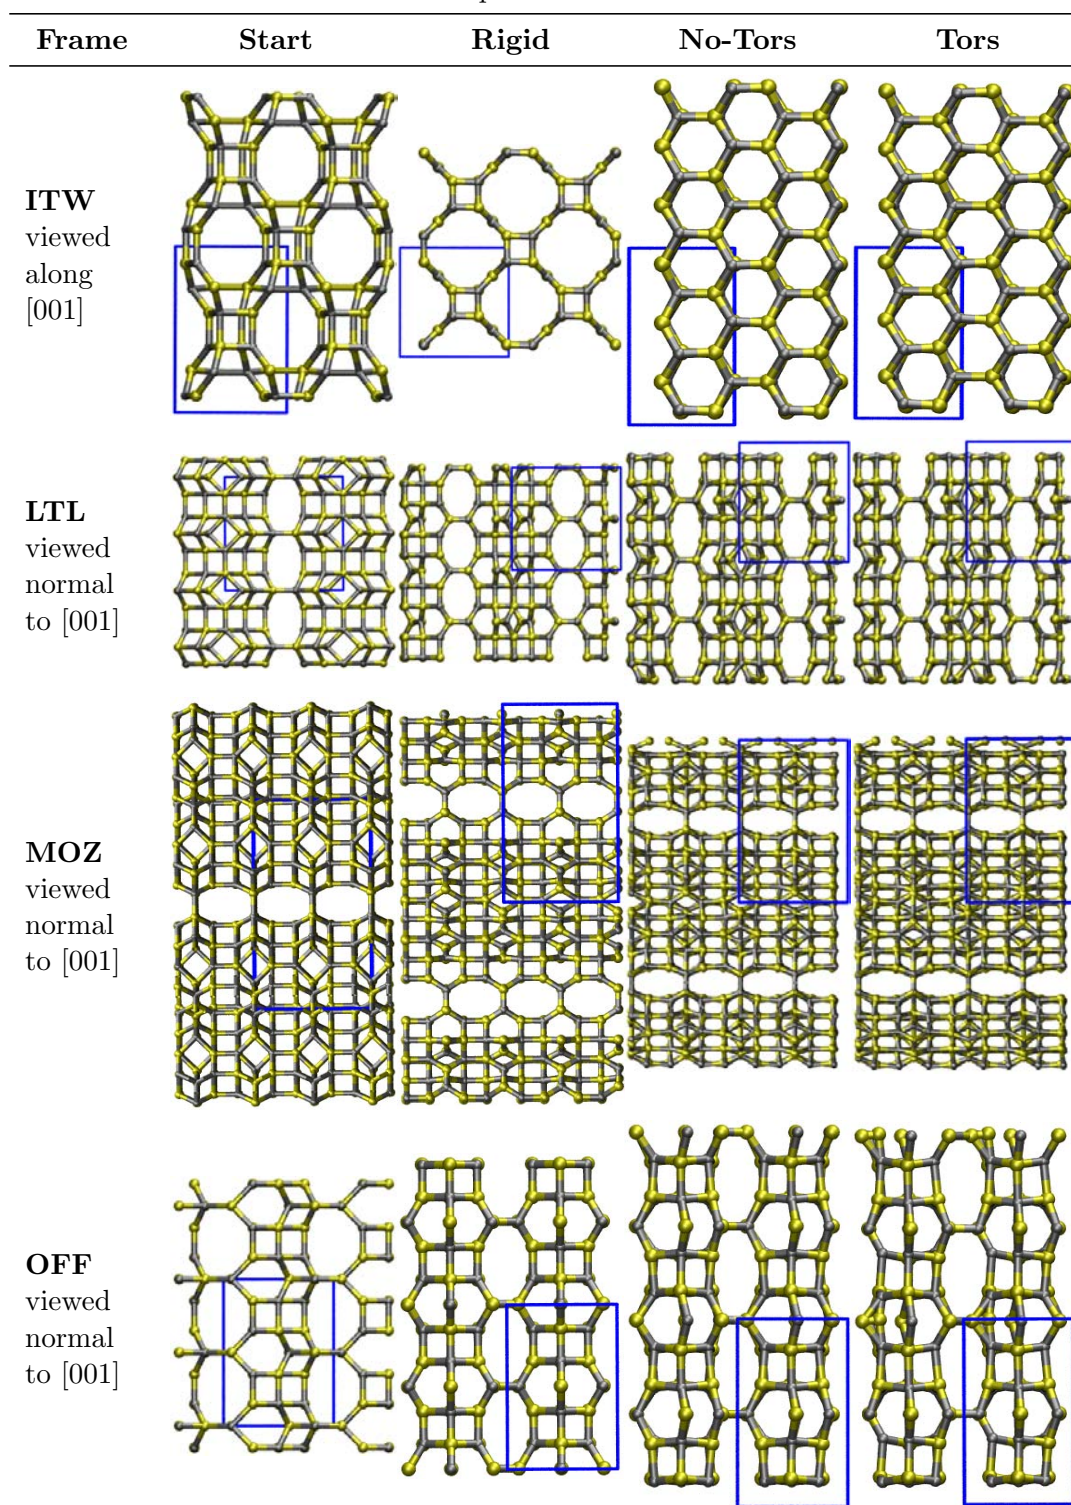 Frame Start Rigid No-Tors Tors
ITW
viewed
along
[001]
LTL
viewed
normal
to [001]
MOZ
viewed
normal
to [001]
OFF
viewed
normal
to [001]